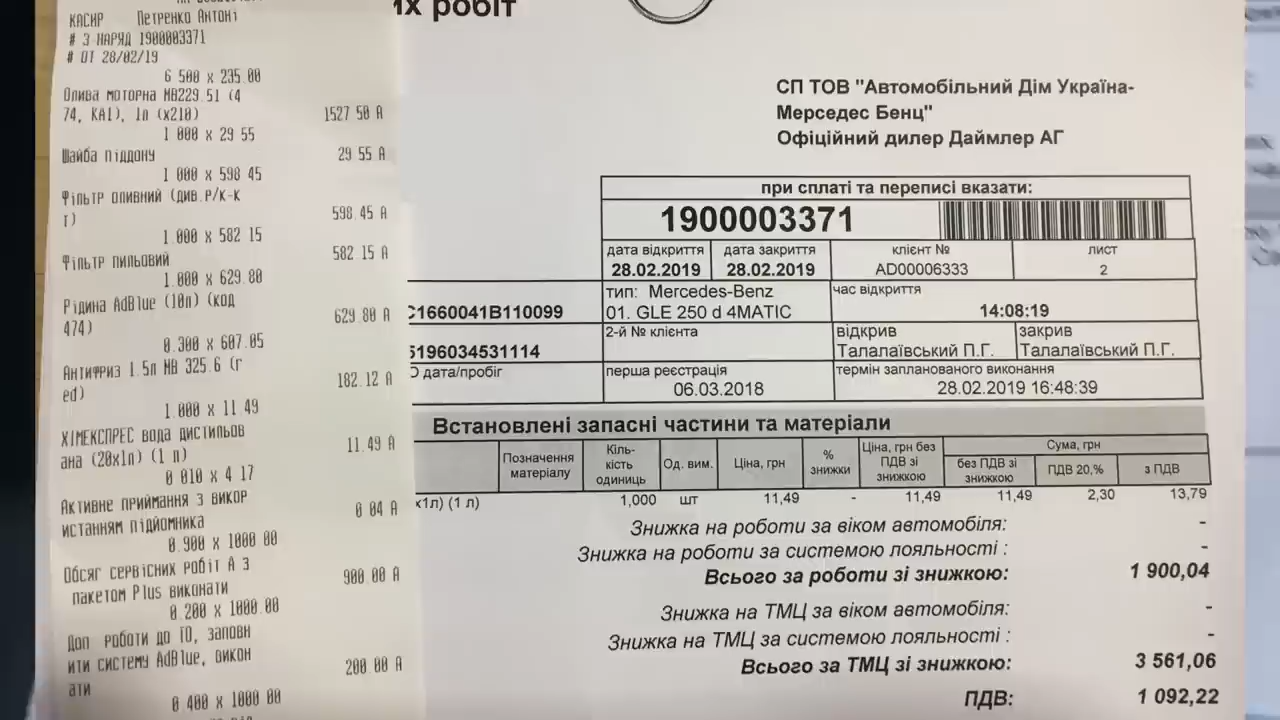 КАСИР Петренко Антоні
# З НАРЯД 1900003371
# ОТ 28/02/19
6 500 x 235.00
Олива моторна MB229.51 (4
74, KA1), 1л (x210)
1527 50 А
1 000 x 29 55
Шайба піддону
29 55 А
1 000 x 598 45
Фільтр оливний (див.Р/К-К
Т)
598.45 А
1.000 x 582 15
Фільтр пиловий
582 15 А
1.000 x 629.80
Рідина AdBlue (10л) (код
474)
629.80 А
0.300 x 607.05
Антифриз 1.5л MB 325.6 (r
ed)
182.12 А
1.000 x 11 49
ХІМЕКСПРЕС вода дистильов
ана (20x1л) (1 л)
11.49 А
0 010 x 4 17
Активне приймання з викор
истанням підйомника
0 04 А
0.900 x 1000 00
Обсяг сервісних робіт А з
пакетом Plus виконати
900.00 А
0 200 x 1000.00
Доп роботи до ТО, заповн
ити систему AdBlue, викон
ати
200 00 А
0 400 x 1000 00
их робіт
СП ТОВ "Автомобільний Дім Україна-
Мерседес Бенц"
Офіційний дилер Даймлер АГ
при сплаті та переписі вказати:
1900003371
дата відкриття дата закриття клієнт № лист
28.02.2019 28.02.2019 AD00006333 2
C1660041B110099 тип: Mercedes-Benz час відкриття
01. GLE 250 d 4MATIC 14:08:19
2-й № клієнта відкрив закрив
5196034531114 Талалаївський П.Г. Талалаївський П.Г.
О дата/пробіг перша реєстрація термін запланованого виконання
06.03.2018 28.02.2019 16:48:39
Встановлені запасні частини та матеріали
Позначення матеріалу Кіль-кість одиниць Од. вим. Ціна, грн % знижки Ціна, грн без ПДВ зі знижкою Сума, грн
без ПДВ зі знижкою ПДВ 20,% з ПДВ
x1л) (1 л) 1,000 шт 11,49 - 11,49 11,49 2,30 13,79
Знижка на роботи за віком автомобіля: -
Знижка на роботи за системою лояльності : -
Всього за роботи зі знижкою: 1 900,04
Знижка на ТМЦ за віком автомобіля: -
Знижка на ТМЦ за системою лояльності : -
Всього за ТМЦ зі знижкою: 3 561,06
ПДВ: 1 092,22